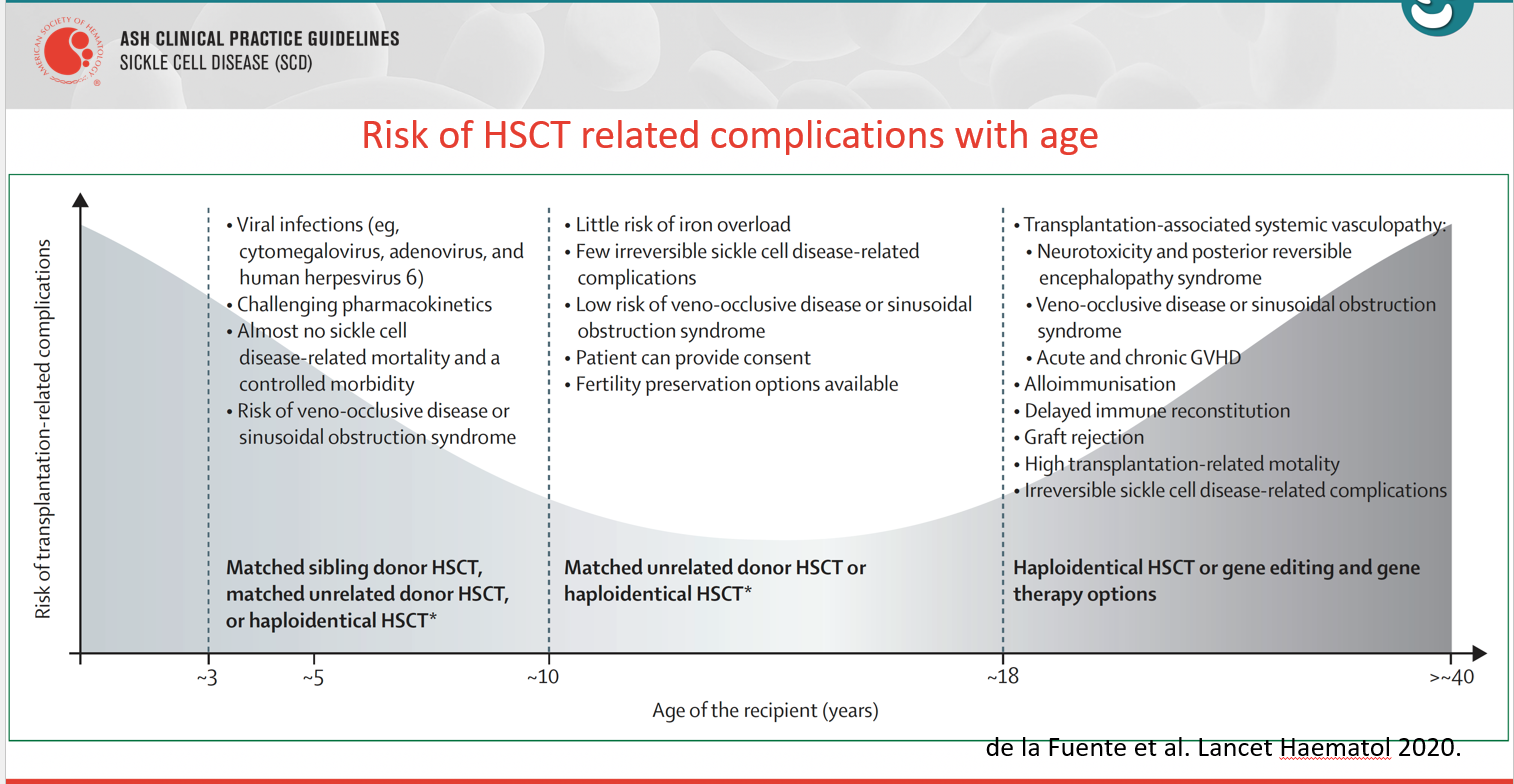 AMERICAN SOCIETY OF HEMATOLOGY ®
ASH CLINICAL PRACTICE GUIDELINES
SICKLE CELL DISEASE (SCD)
Risk of HSCT related complications with age
Risk of transplantation-related complications
• Viral infections (eg,
cytomegalovirus, adenovirus, and
human herpesvirus 6)
• Challenging pharmacokinetics
• Almost no sickle cell
disease-related mortality and a
controlled morbidity
• Risk of veno-occlusive disease or
sinusoidal obstruction syndrome
Matched sibling donor HSCT,
matched unrelated donor HSCT,
or haploidentical HSCT*
• Little risk of iron overload
• Few irreversible sickle cell disease-related
complications
• Low risk of veno-occlusive disease or sinusoidal
obstruction syndrome
• Patient can provide consent
• Fertility preservation options available
Matched unrelated donor HSCT or
haploidentical HSCT*
• Transplantation-associated systemic vasculopathy:
• Neurotoxicity and posterior reversible
encephalopathy syndrome
• Veno-occlusive disease or sinusoidal obstruction
syndrome
• Acute and chronic GVHD
• Alloimmunisation
• Delayed immune reconstitution
• Graft rejection
• High transplantation-related motality
• Irreversible sickle cell disease-related complications
Haploidentical HSCT or gene editing and gene
therapy options
~3 ~5 ~10 ~18 >~40
Age of the recipient (years)
de la Fuente et al. Lancet Haematol 2020.